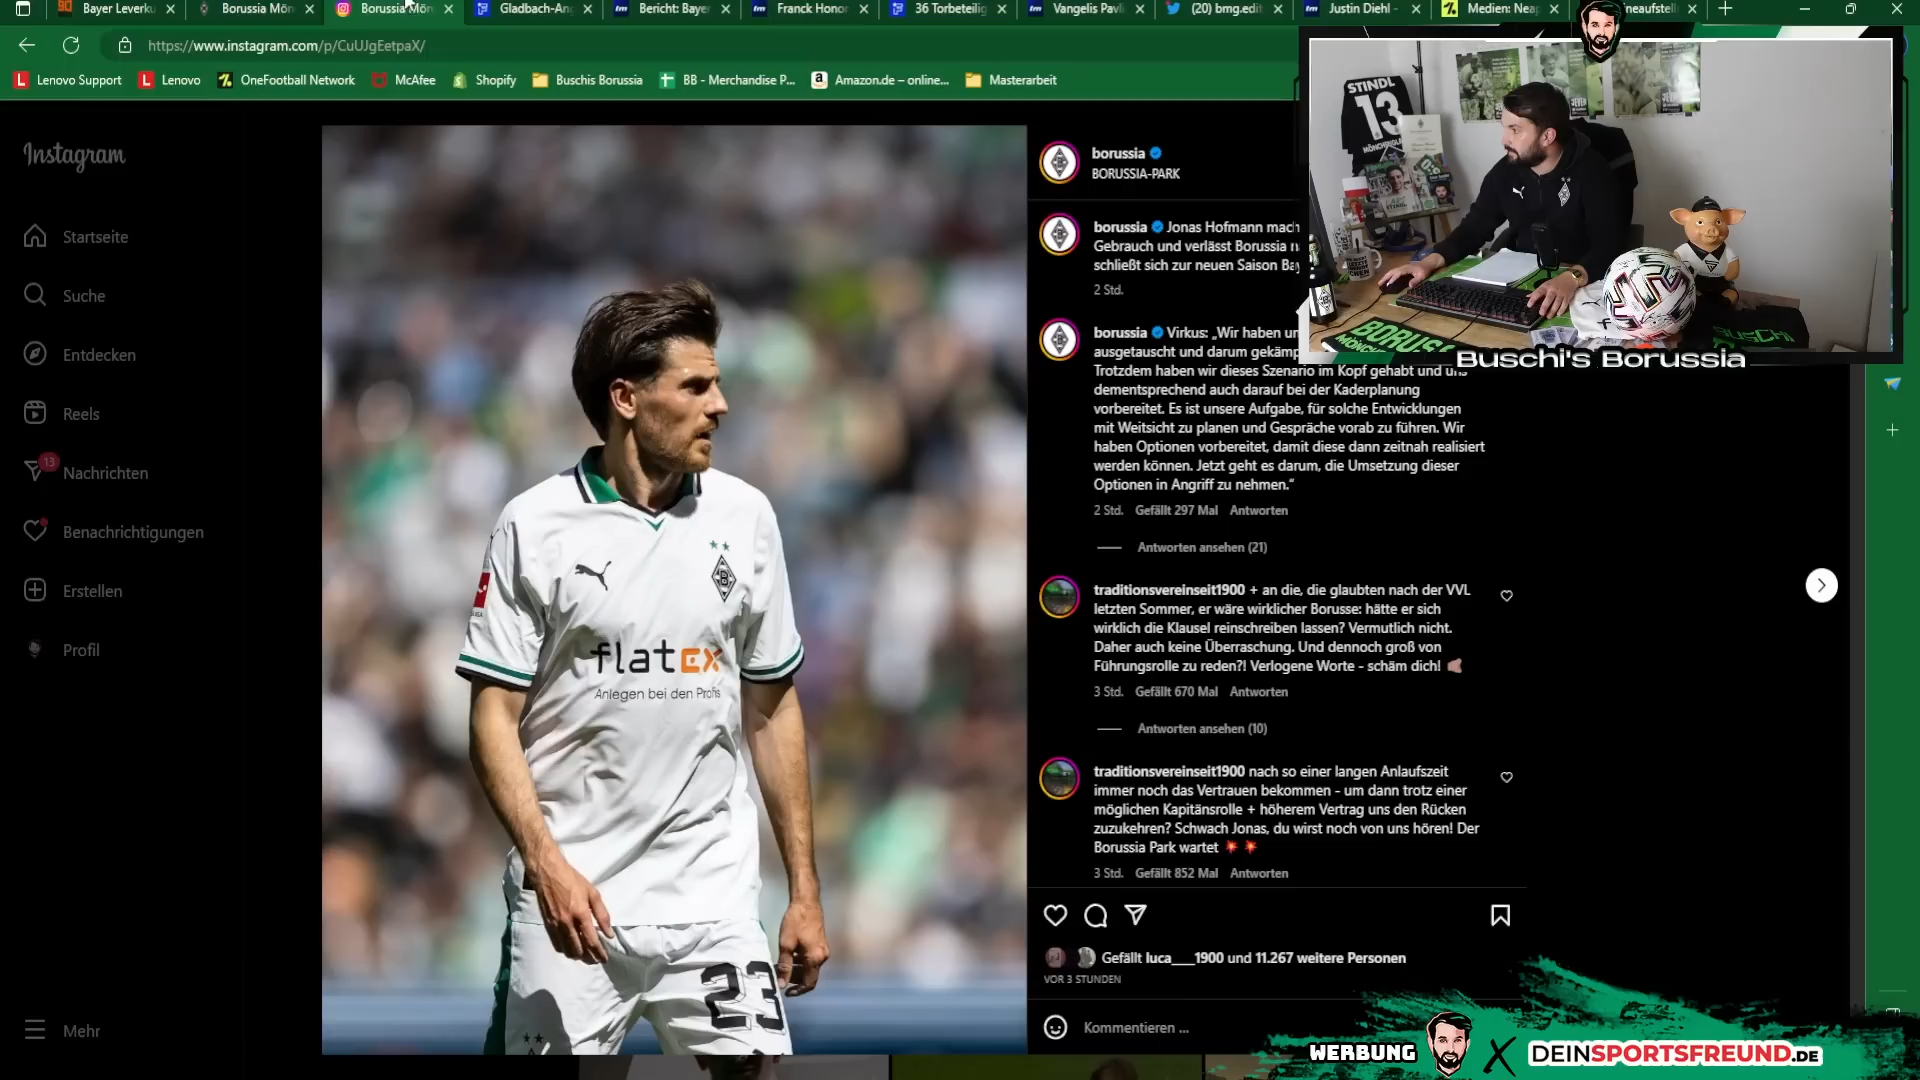 Bayer Leverku
Borussia Mön
Borussia Mön
Gladbach-An
Bericht: Baye
Franck Honor
36 Torbeteilig
Vangelis Pavli
(20) bmg.edit
Justin Diehl -
Medien: Neap
neaufstell
https://www.instagram.com/p/CuUJgEetpaX/
Lenovo Support
Lenovo
OneFootball Network
McAfee
Shopify
Buschis Borussia
BB - Merchandise P...
Amazon.de – online...
Masterarbeit
Instagram
Startseite
Suche
Entdecken
Reels
13
Nachrichten
Benachrichtigungen
Erstellen
Profil
Mehr
flatex
Anlegen bei den Profis
23
borussia
BORUSSIA-PARK
borussia Jonas Hofmann mach
Gebrauch und verlässt Borussia n
schließt sich zur neuen Saison Bay
2 Std.
borussia Virkus: „Wir haben un
ausgetauscht und darum gekämp
Trotzdem haben wir dieses Szenario im Kopf gehabt und uns
dementsprechend auch darauf bei der Kaderplanung
vorbereitet. Es ist unsere Aufgabe, für solche Entwicklungen
mit Weitsicht zu planen und Gespräche vorab zu führen. Wir
haben Optionen vorbereitet, damit diese dann zeitnah realisiert
werden können. Jetzt geht es darum, die Umsetzung dieser
Optionen in Angriff zu nehmen.“
2 Std. Gefällt 297 Mal Antworten
Antworten ansehen (21)
traditionsvereinseit1900 + an die, die glaubten nach der VVL
letzten Sommer, er wäre wirklicher Borusse: hätte er sich
wirklich die Klausel reinschreiben lassen? Vermutlich nicht.
Daher auch keine Überraschung. Und dennoch groß von
Führungsrolle zu reden?! Verlogene Worte - schäm dich!
3 Std. Gefällt 670 Mal Antworten
Antworten ansehen (10)
traditionsvereinseit1900 nach so einer langen Anlaufszeit
immer noch das Vertrauen bekommen - um dann trotz einer
möglichen Kapitänsrolle + höherem Vertrag uns den Rücken
zuzukehren? Schwach Jonas, du wirst noch von uns hören! Der
Borussia Park wartet
3 Std. Gefällt 852 Mal Antworten
Gefällt luca___1900 und 11.267 weitere Personen
VOR 3 STUNDEN
Kommentieren ...
STINDL
13
BORUSS
BUSCHI
Buschi's Borussia
WERBUNG X DEINSPORTSFREUND.DE